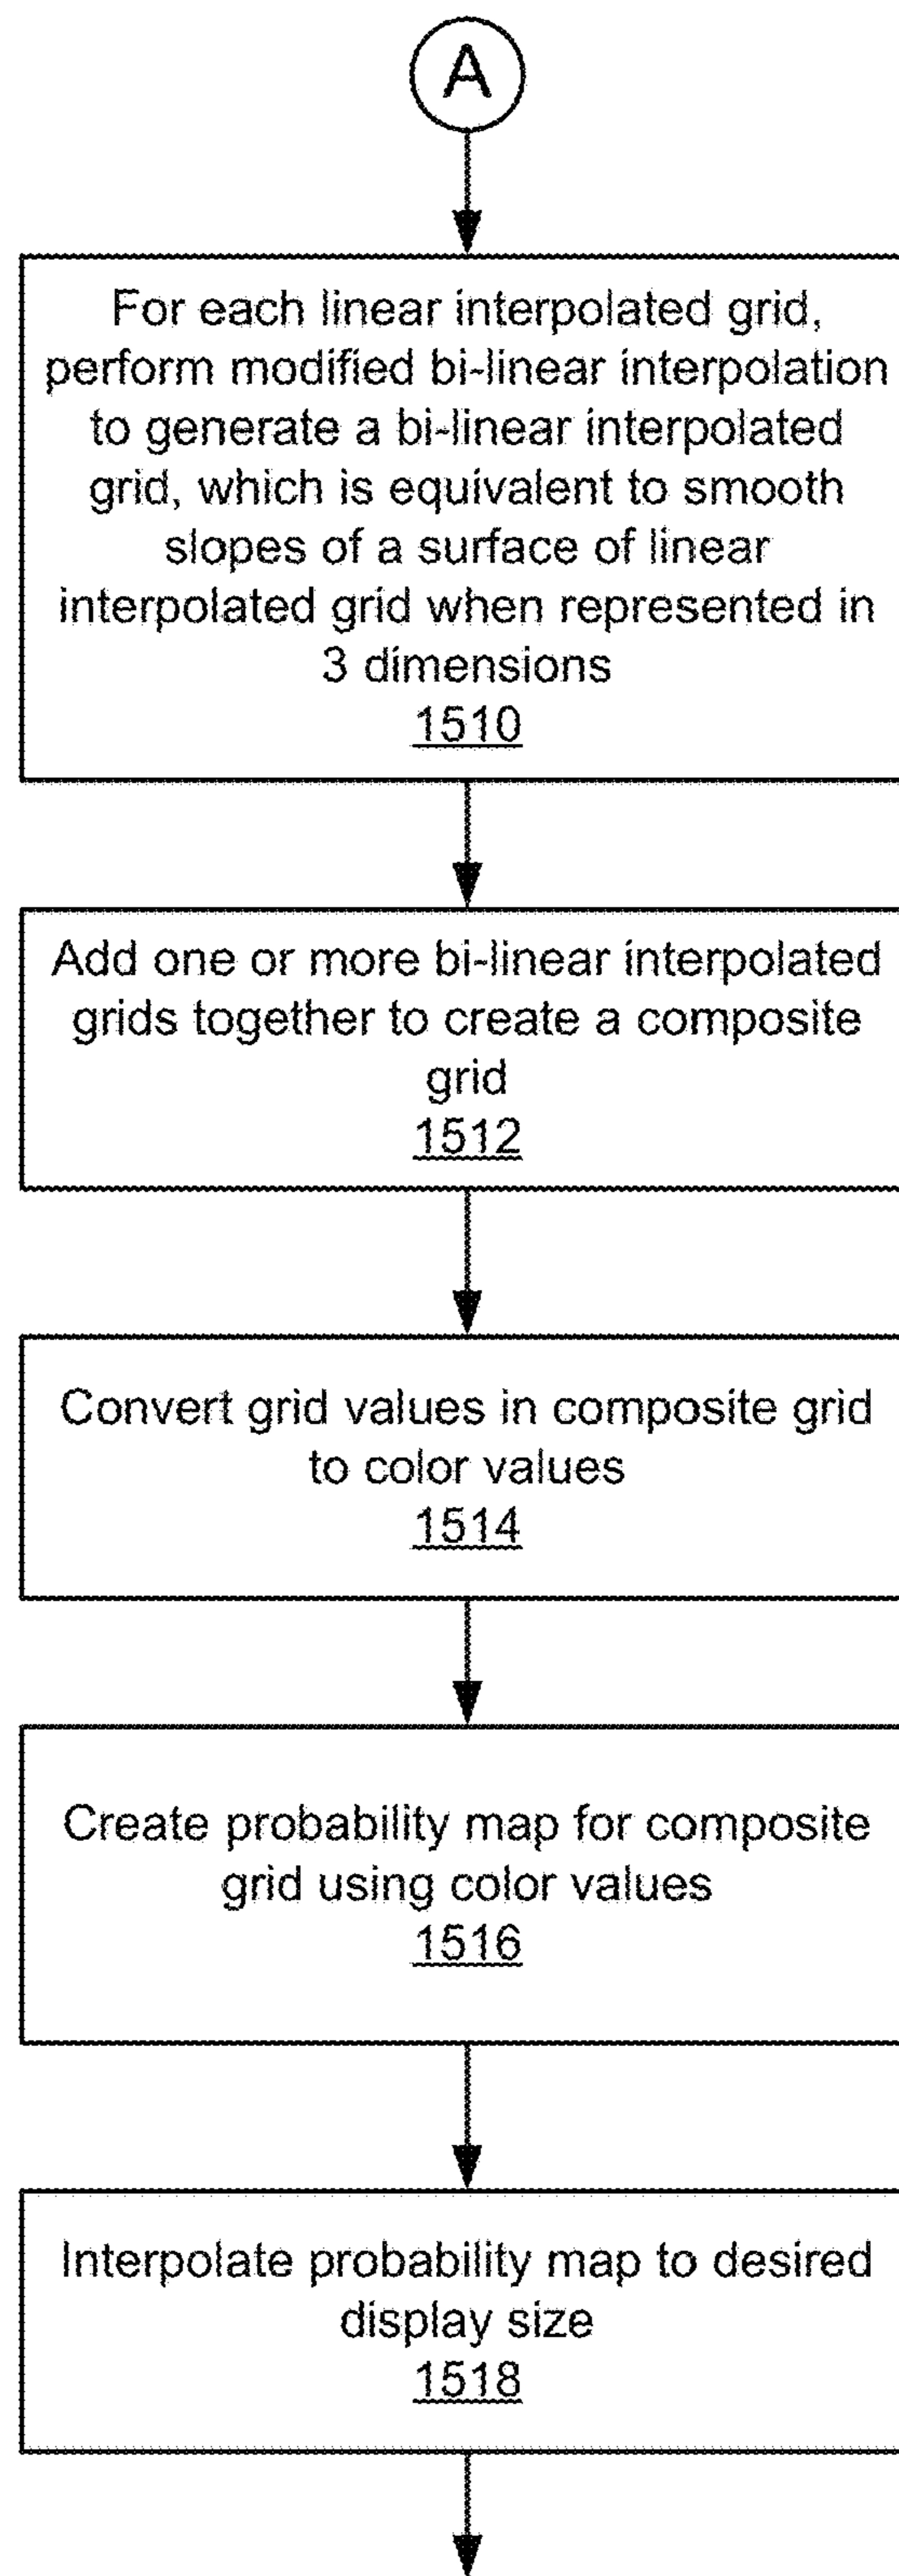 A
For each linear interpolated grid,
perform modified bi-linear interpolation
to generate a bi-linear interpolated
grid, which is equivalent to smooth
slopes of a surface of linear
interpolated grid when represented in
3 dimensions
1510
Add one or more bi-linear interpolated
grids together to create a composite
grid
1512
Convert grid values in composite grid
to color values
1514
Create probability map for composite
grid using color values
1516
Interpolate probability map to desired
display size
1518